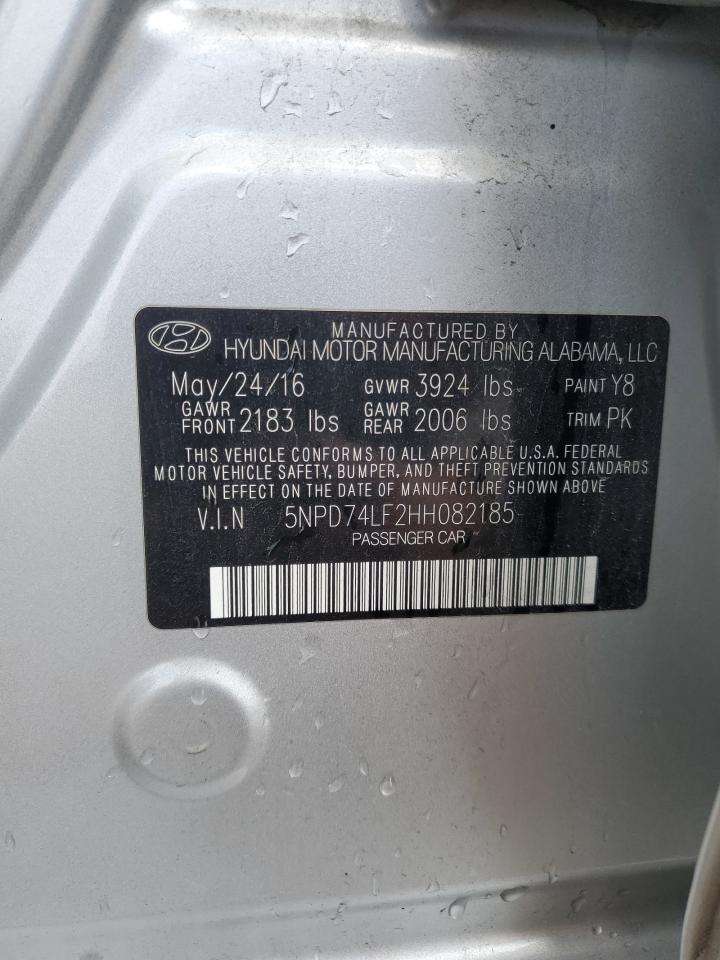 MANUFACTURED BY
HYUNDAI MOTOR MANUFACTURING ALABAMA, LLC
May/24/16 GVWR 3924 lbs PAINT Y8
GAWR FRONT 2183 lbs GAWR REAR 2006 lbs TRIM PK
THIS VEHICLE CONFORMS TO ALL APPLICABLE U.S.A. FEDERAL
MOTOR VEHICLE SAFETY, BUMPER, AND THEFT PREVENTION STANDARDS
IN EFFECT ON THE DATE OF MANUFACTURE SHOWN ABOVE
V.I.N 5NPD74LF2HH082185
PASSENGER CAR